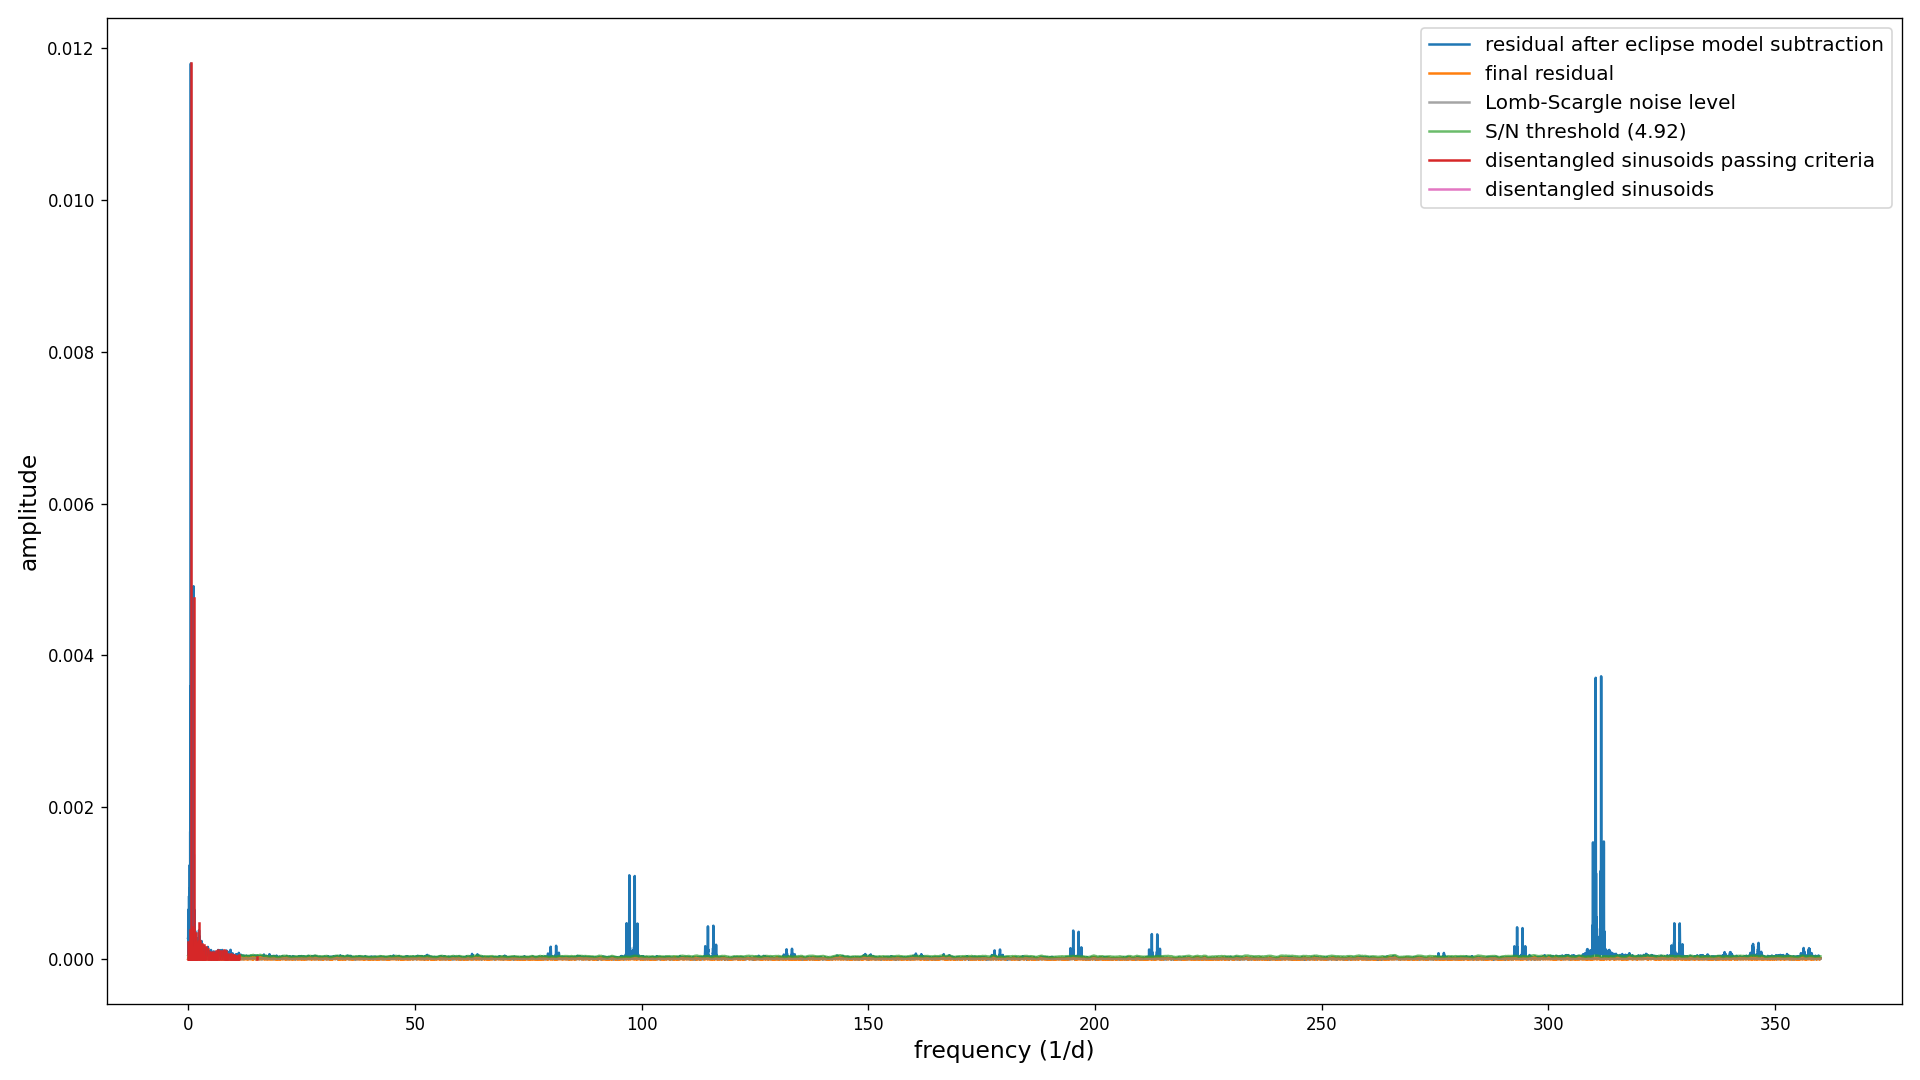 0.012
0.010
0.008
0.006
0.004
0.002
0.000
amplitude
0 50 100 150 200 250 300 350
frequency (1/d)
residual after eclipse model subtraction
final residual
Lomb-Scargle noise level
S/N threshold (4.92)
disentangled sinusoids passing criteria
disentangled sinusoids